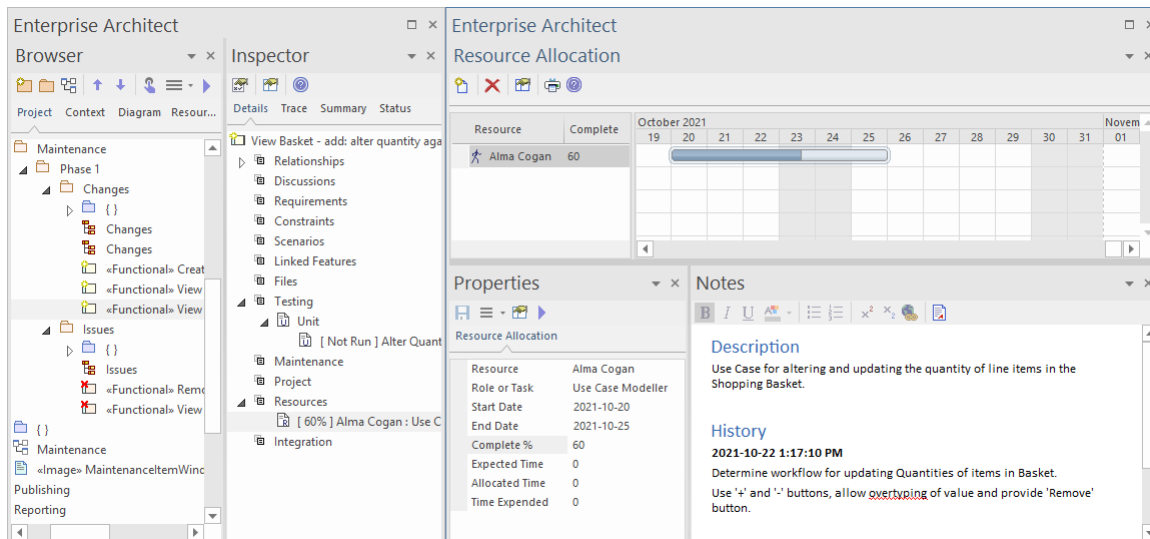 Enterprise Architect
Browser
Project Context Diagram Resour...
Maintenance
Phase 1
Changes
{ }
Changes
Changes
«Functional» Creat
«Functional» View
«Functional» View
Issues
{ }
Issues
«Functional» Remo
«Functional» View
{ }
Maintenance
«Image» MaintenanceItemWind
Publishing
Reporting
Inspector
Details Trace Summary Status
View Basket - add: alter quantity aga
Relationships
Discussions
Requirements
Constraints
Scenarios
Linked Features
Files
Testing
Unit
[ Not Run ] Alter Quant
Maintenance
Project
Resources
[ 60% ] Alma Cogan : Use C
Integration
Enterprise Architect
Resource Allocation
Resource Complete
October 2021 Novem
19 20 21 22 23 24 25 26 27 28 29 30 31 01
Alma Cogan 60
Properties
Resource Allocation
Resource Alma Cogan
Role or Task Use Case Modeller
Start Date 2021-10-20
End Date 2021-10-25
Complete % 60
Expected Time 0
Allocated Time 0
Time Expended 0
Notes
B I U
Description
Use Case for altering and updating the quantity of line items in the
Shopping Basket.
History
2021-10-22 1:17:10 PM
Determine workflow for updating Quantities of items in Basket.
Use '+' and '-' buttons, allow overtyping of value and provide 'Remove'
button.